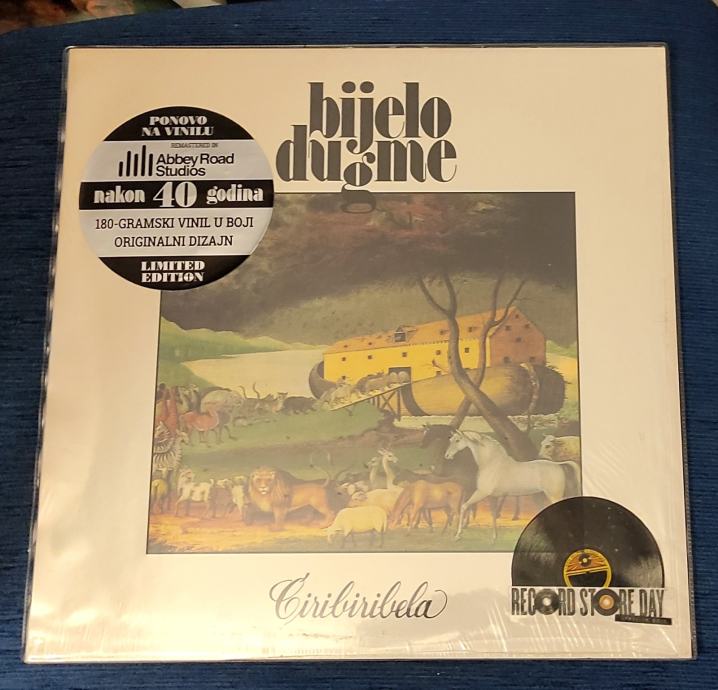 bijelo
dugme
PONOVO
NA VINILU
REMASTERED IN
Abbey Road
Studios
nakon 40 godina
180-GRAMSKI VINIL U BOJI
ORIGINALNI DIZAJN
LIMITED
EDITION
Ćiribiribela
RECORD STORE DAY